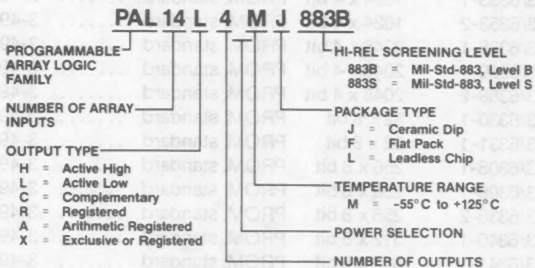 PAL14 L 4 M J 883B
PROGRAMMABLE
ARRAY LOGIC
FAMILY
NUMBER OF ARRAY
INPUTS
OUTPUT TYPE
H = Active High
L = Active Low
C = Complementary
R = Registered
A = Arithmetic Registered
X = Exclusive or Registered
HI-REL SCREENING LEVEL
883B = Mil-Std-883, Level B
883S = Mil-Std-883, Level S
PACKAGE TYPE
J = Ceramic Dip
F = Flat Pack
L = Leadless Chip
TEMPERATURE RANGE
M = -55°C to +125°C
POWER SELECTION
NUMBER OF OUTPUTS